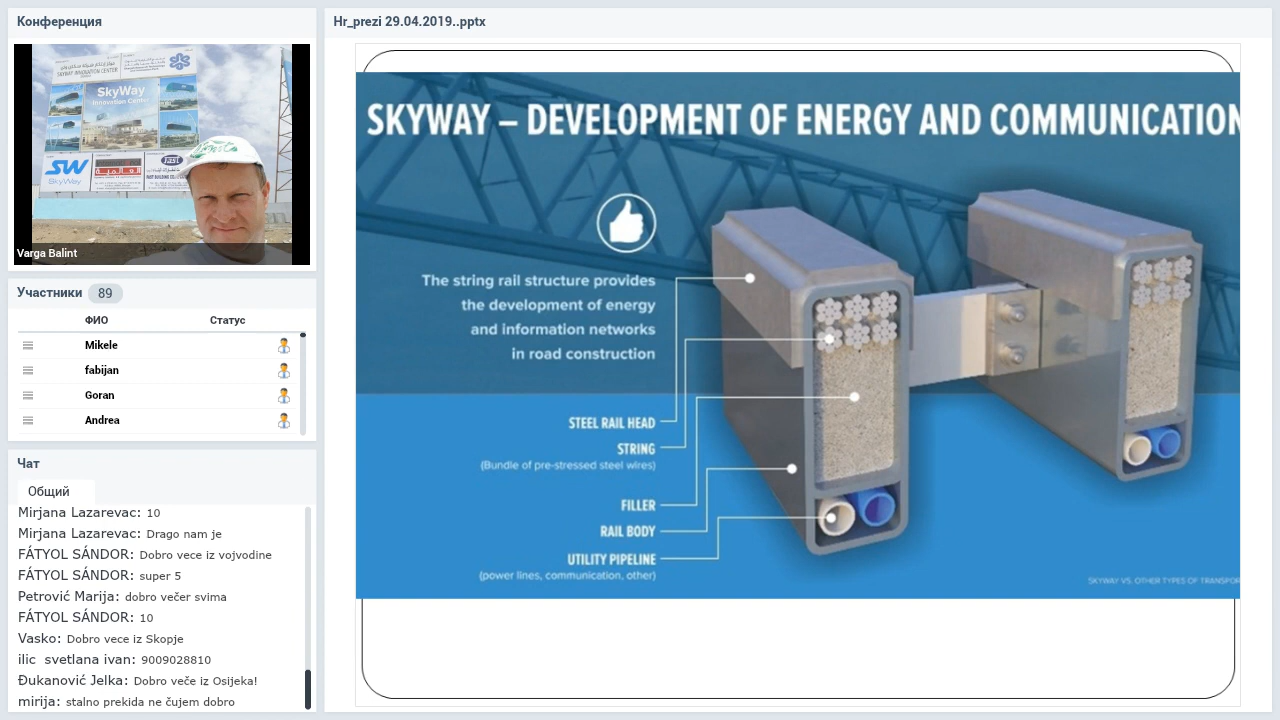 Конференция
SKYWAY INNOVATION CENTER
SkyWay
Innovation Center
SW
SkyWay
Varga Balint
Участники 89
ФИО Статус
Mikele
fabijan
Goran
Andrea
Чат
Общий
Mirjana Lazarevac: 10
Mirjana Lazarevac: Drago nam je
FÁTYOL SÁNDOR: Dobro vece iz vojvodine
FÁTYOL SÁNDOR: super 5
Petrović Marija: dobro večer svima
FÁTYOL SÁNDOR: 10
Vasko: Dobro vece iz Skopje
ilic svetlana ivan: 9009028810
Đukanović Jelka: Dobro veče iz Osijeka!
mirija: stalno prekida ne čujem dobro
Hr_prezi 29.04.2019..pptx
SKYWAY – DEVELOPMENT OF ENERGY AND COMMUNICATION
The string rail structure provides
the development of energy
and information networks
in road construction
STEEL RAIL HEAD
STRING
(Bundle of pre-stressed steel wires)
FILLER
RAIL BODY
UTILITY PIPELINE
(power lines, communication, other)
SKYWAY VS. OTHER TYPES OF TRANSPOR